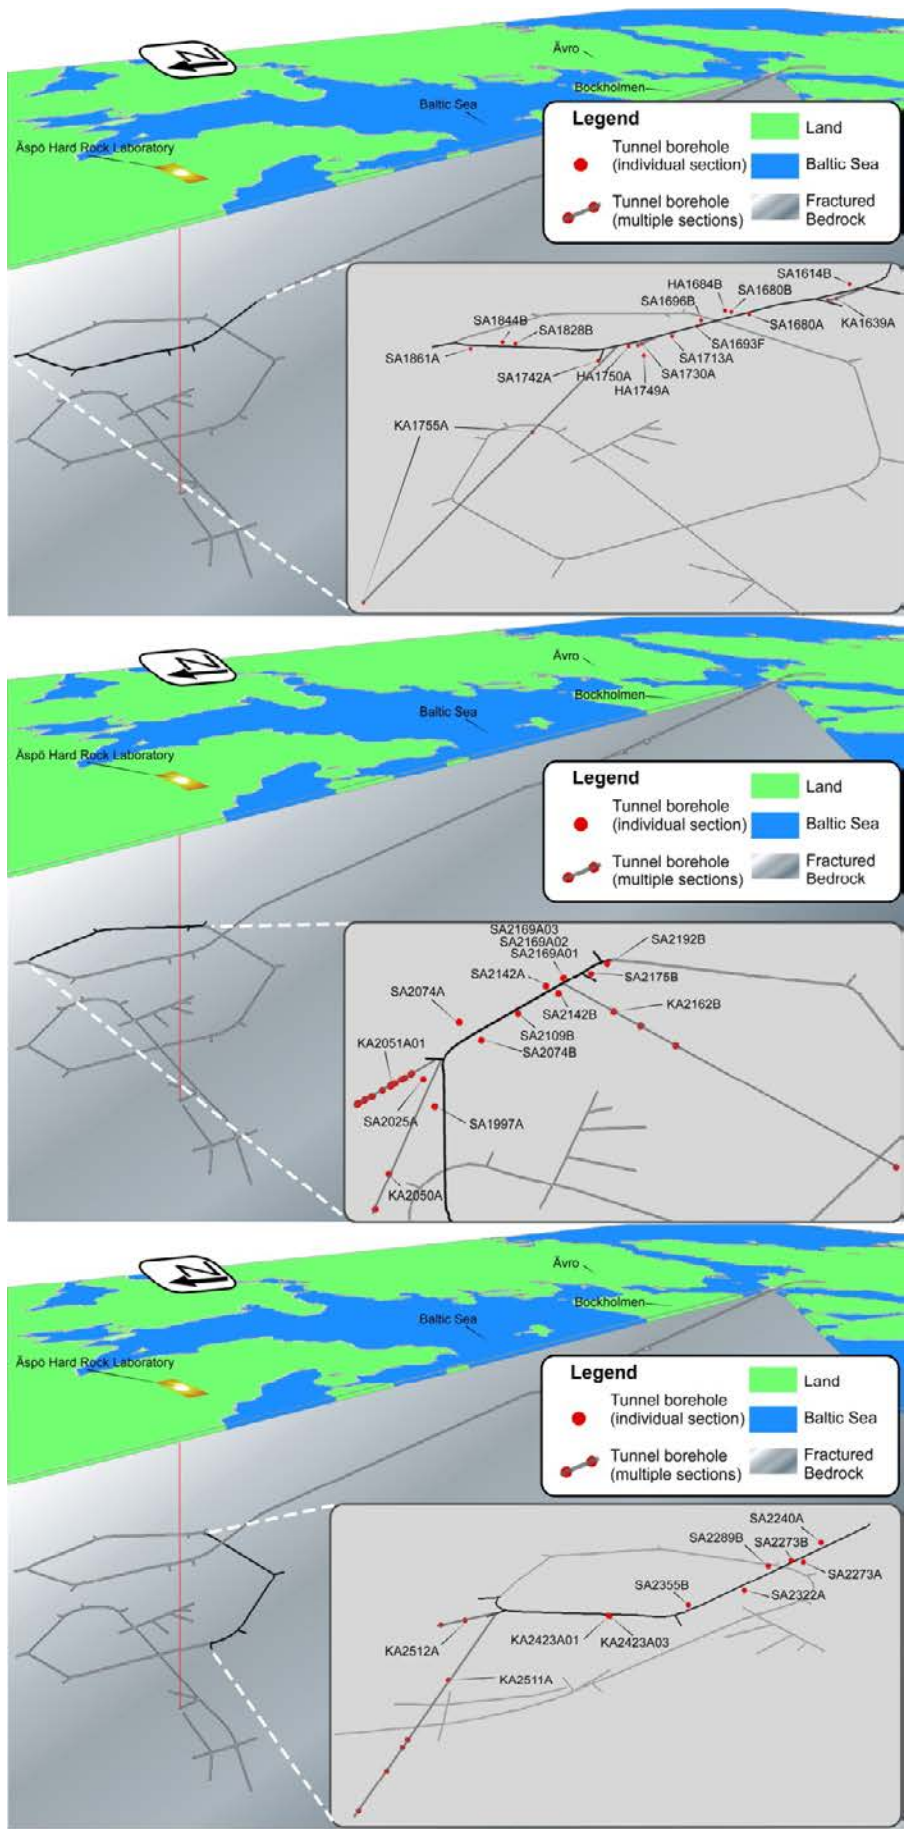 N
Ävro
Bockholmen
Baltic Sea
Äspö Hard Rock Laboratory
Legend
Tunnel borehole
(individual section)
Tunnel borehole
(multiple sections)
Land
Baltic Sea
Fractured
Bedrock
SA1614B
HA1684B
SA1680B
SA1696B
KA1639A
SA1680A
SA1844B
SA1828B
SA1693F
SA1861A
SA1713A
SA1742A
HA1750A
SA1730A
HA1749A
KA1755A
N
Ävro
Bockholmen
Baltic Sea
Äspö Hard Rock Laboratory
Legend
Tunnel borehole
(individual section)
Tunnel borehole
(multiple sections)
Land
Baltic Sea
Fractured
Bedrock
SA2169A03
SA2169A02
SA2169A01
SA2192B
SA2142A
SA2175B
SA2074A
SA2142B
KA2162B
SA2109B
KA2051A01
SA2074B
SA2025A
SA1997A
KA2050A
N
Ävro
Bockholmen
Baltic Sea
Äspö Hard Rock Laboratory
Legend
Tunnel borehole
(individual section)
Tunnel borehole
(multiple sections)
Land
Baltic Sea
Fractured
Bedrock
SA2240A
SA2289B
SA2273B
SA2273A
SA2355B
SA2322A
KA2512A
KA2423A01
KA2423A03
KA2511A